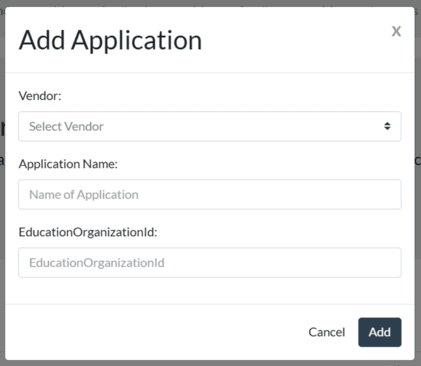 Add Application
X
Vendor:
Select Vendor
Application Name:
Name of Application
EducationOrganizationId:
EducationOrganizationId
Cancel
Add